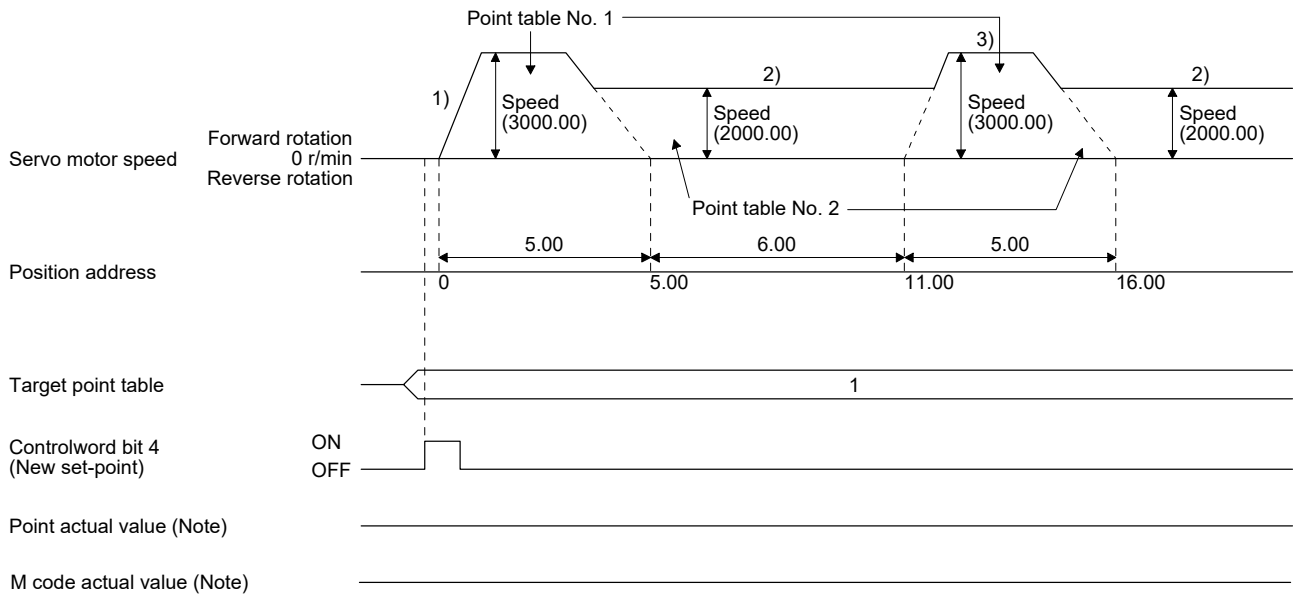 Point table No. 1
3)
2)
2)
1)
Speed
(3000.00)
Speed
(2000.00)
Speed
(3000.00)
Speed
(2000.00)
Forward rotation
Servo motor speed
0 r/min
Reverse rotation
Point table No. 2
5.00
6.00
5.00
Position address
0
5.00
11.00
16.00
Target point table
1
Controlword bit 4
(New set-point)
ON
OFF
Point actual value (Note)
M code actual value (Note)